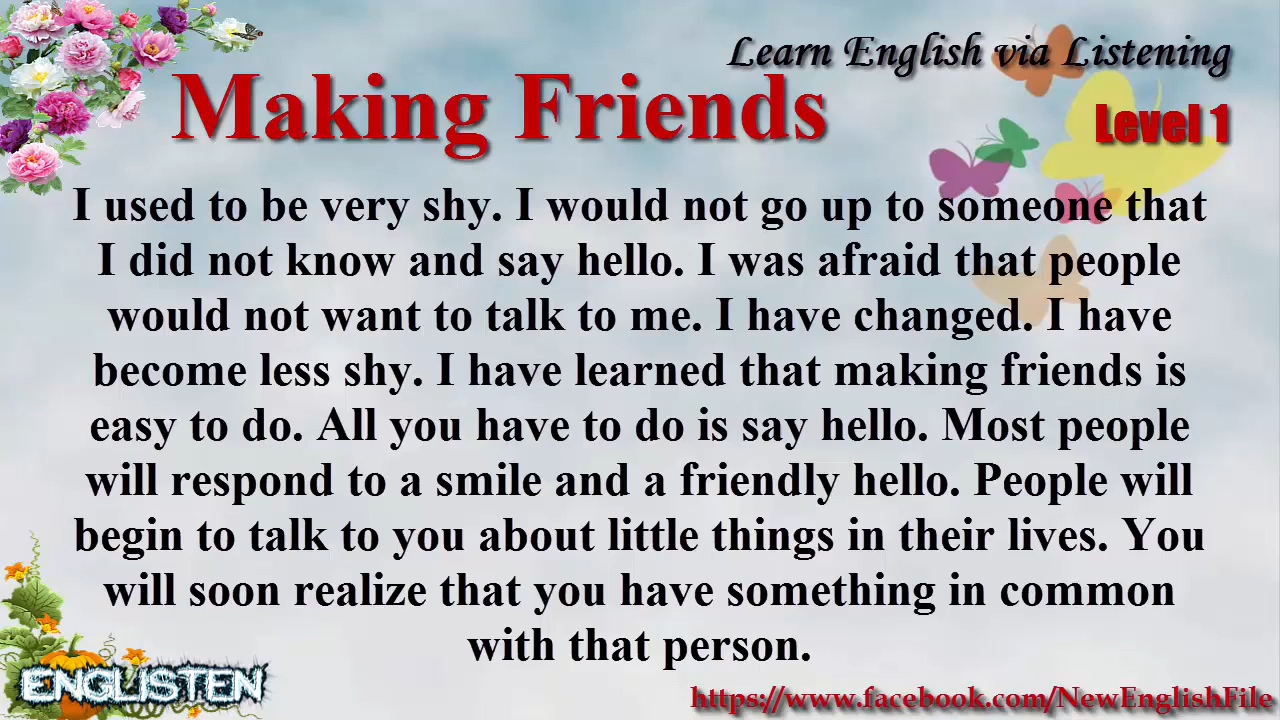 Learn English via Listening
Making Friends
Level 1
I used to be very shy. I would not go up to someone that
I did not know and say hello. I was afraid that people
would not want to talk to me. I have changed. I have
become less shy. I have learned that making friends is
easy to do. All you have to do is say hello. Most people
will respond to a smile and a friendly hello. People will
begin to talk to you about little things in their lives. You
will soon realize that you have something in common
with that person.
ENGLISTEN
https://www.facebook.com/NewEnglishFile